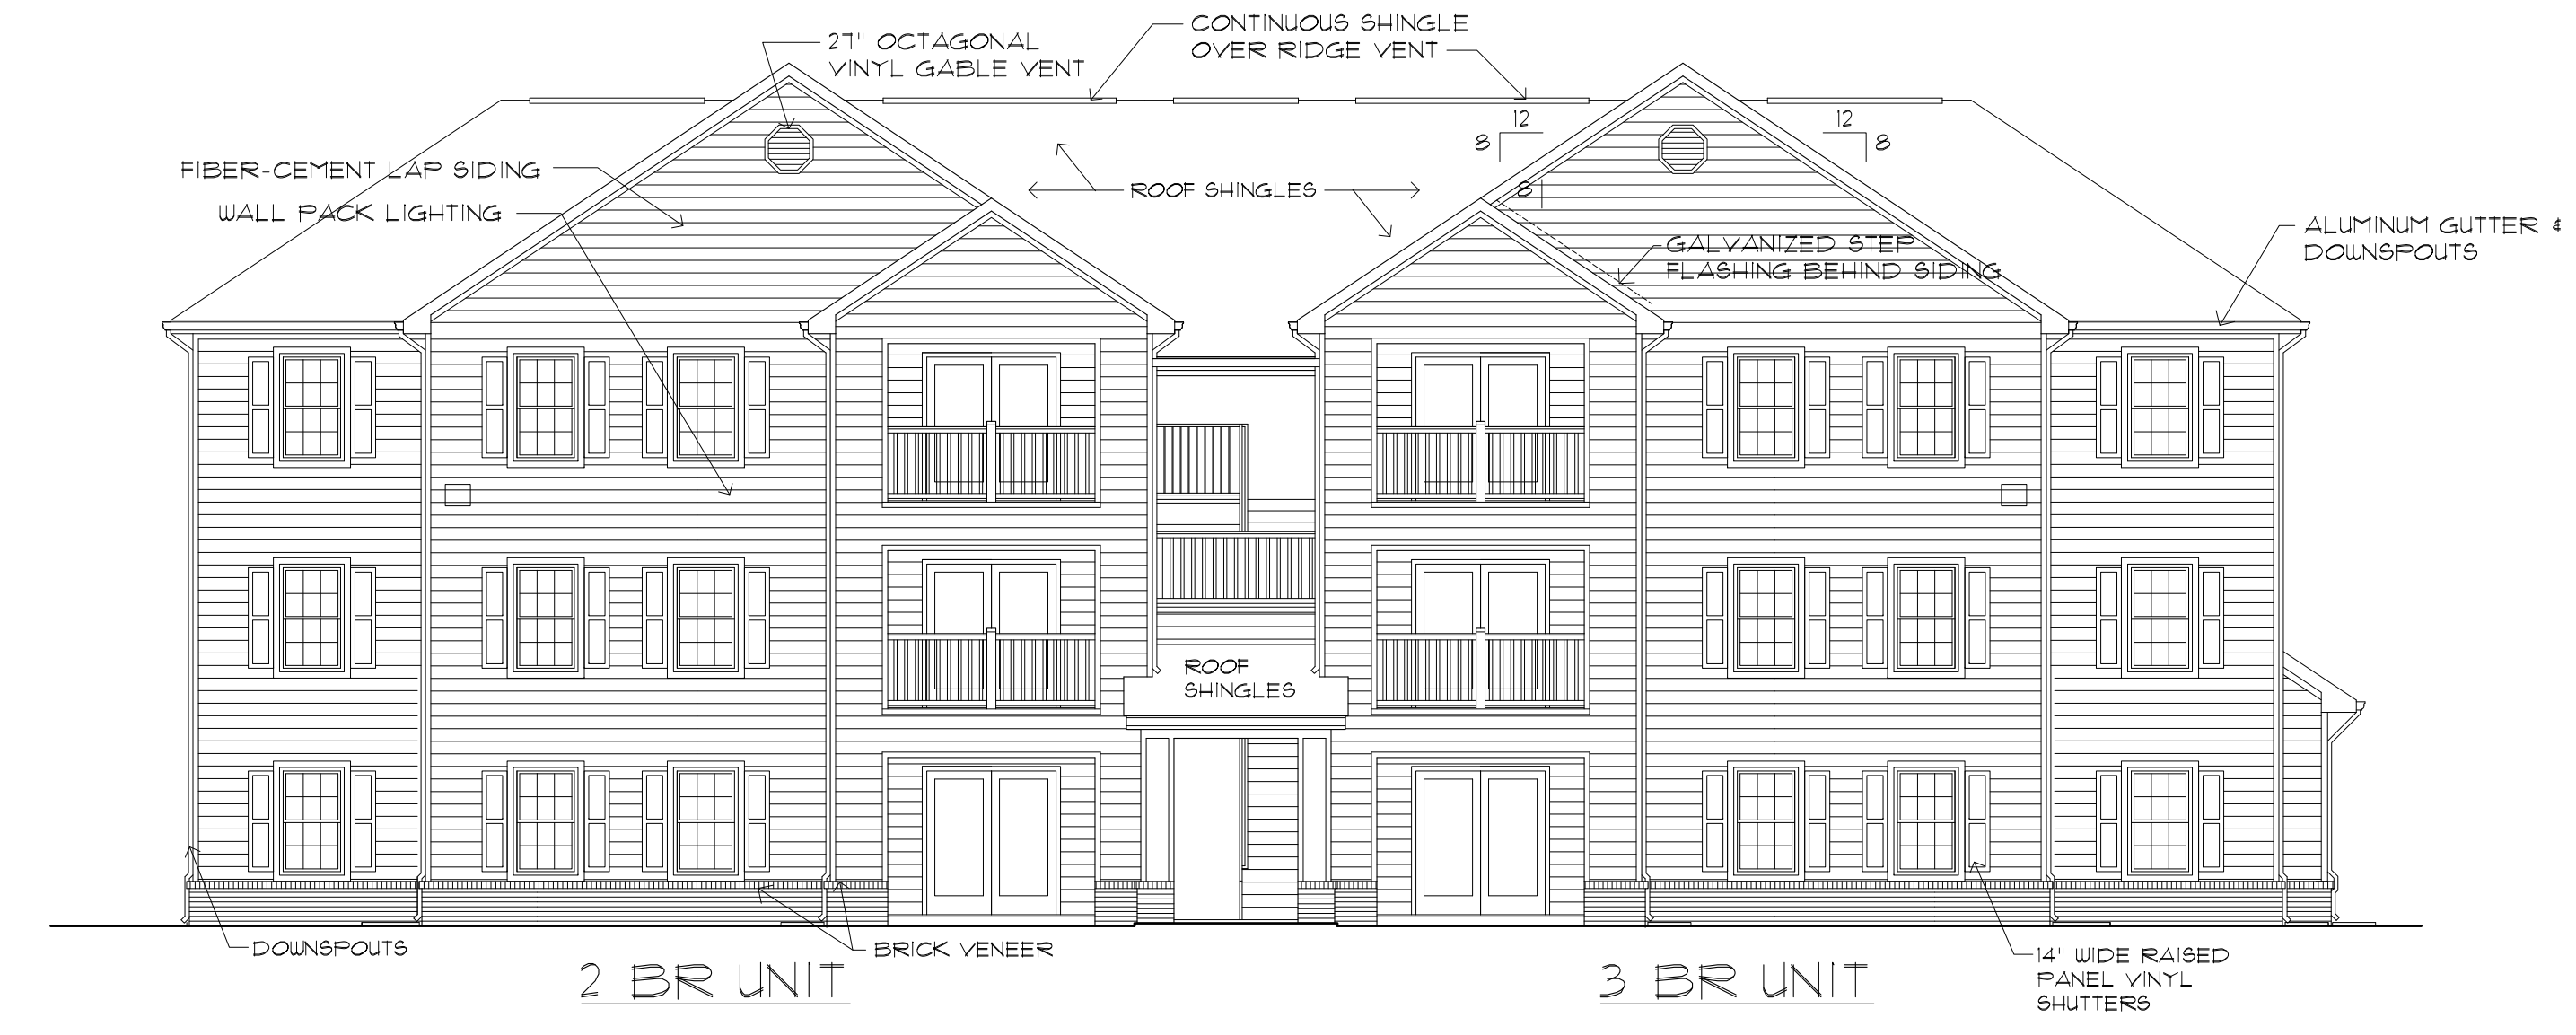 CONTINUOUS SHINGLE
OVER RIDGE VENT
27" OCTAGONAL
VINYL GABLE VENT
12
8
12
8
FIBER-CEMENT LAP SIDING
ROOF SHINGLES
8
WALL PACK LIGHTING
ALUMINUM GUTTER &
DOWNSPOUTS
GALVANIZED STEP
FLASHING BEHIND SIDING
ROOF
SHINGLES
DOWNSPOUTS
BRICK VENEER
14" WIDE RAISED
PANEL VINYL
SHUTTERS
2 BR UNIT
3 BR UNIT